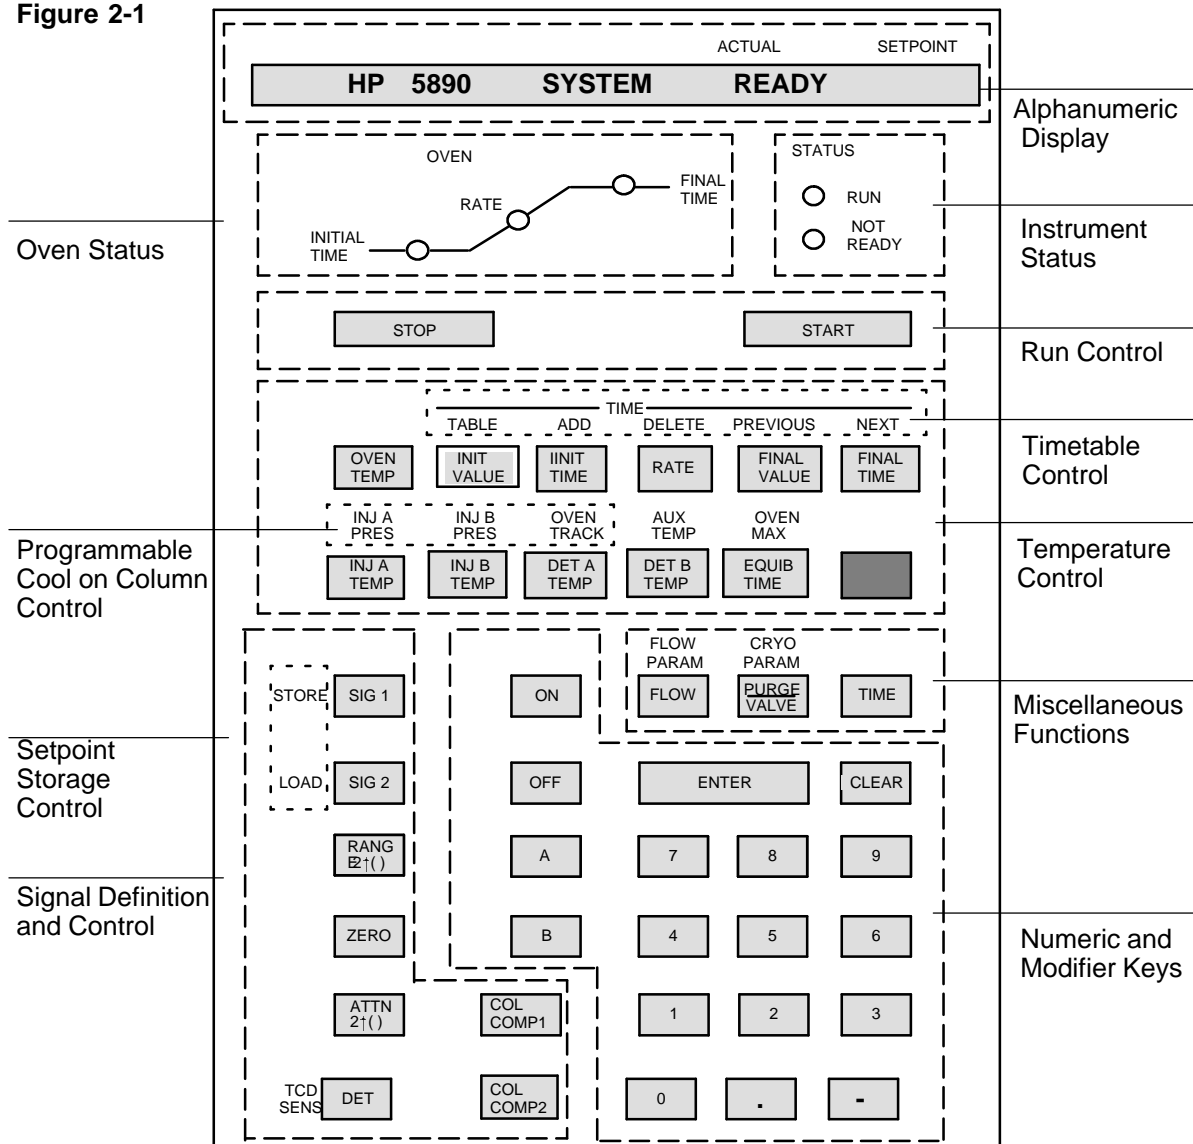 Figure 2-1
ACTUAL SETPOINT
HP 5890 SYSTEM READY
Alphanumeric
Display
OVEN
INITIAL
TIME
RATE
FINAL
TIME
STATUS
RUN
NOT
READY
Oven Status
Instrument
Status
STOP START
Run Control
TIME
TABLE ADD DELETE PREVIOUS NEXT
Timetable
Control
OVEN
TEMP
INIT
VALUE
IINIT
TIME
RATE
FINAL
VALUE
FINAL
TIME
INJ A
PRES
INJ B
PRES
OVEN
TRACK
AUX
TEMP
OVEN
MAX
Programmable
Cool on Column
Control
Temperature
Control
INJ A
TEMP
INJ B
TEMP
DET A
TEMP
DET B
TEMP
EQUIB
TIME
FLOW
PARAM
CRYO
PARAM
STORE SIG 1 ON FLOW
PURGE
VALVE
TIME
Miscellaneous
Functions
Setpoint
Storage
Control
LOAD SIG 2 OFF ENTER CLEAR
RANG
E2↑( )
A 7 8 9
Signal Definition
and Control
ZERO B 4 5 6
Numeric and
Modifier Keys
ATTN
2↑( )
COL
COMP1
1 2 3
TCD
SENS
DET
COL
COMP2
0 . -